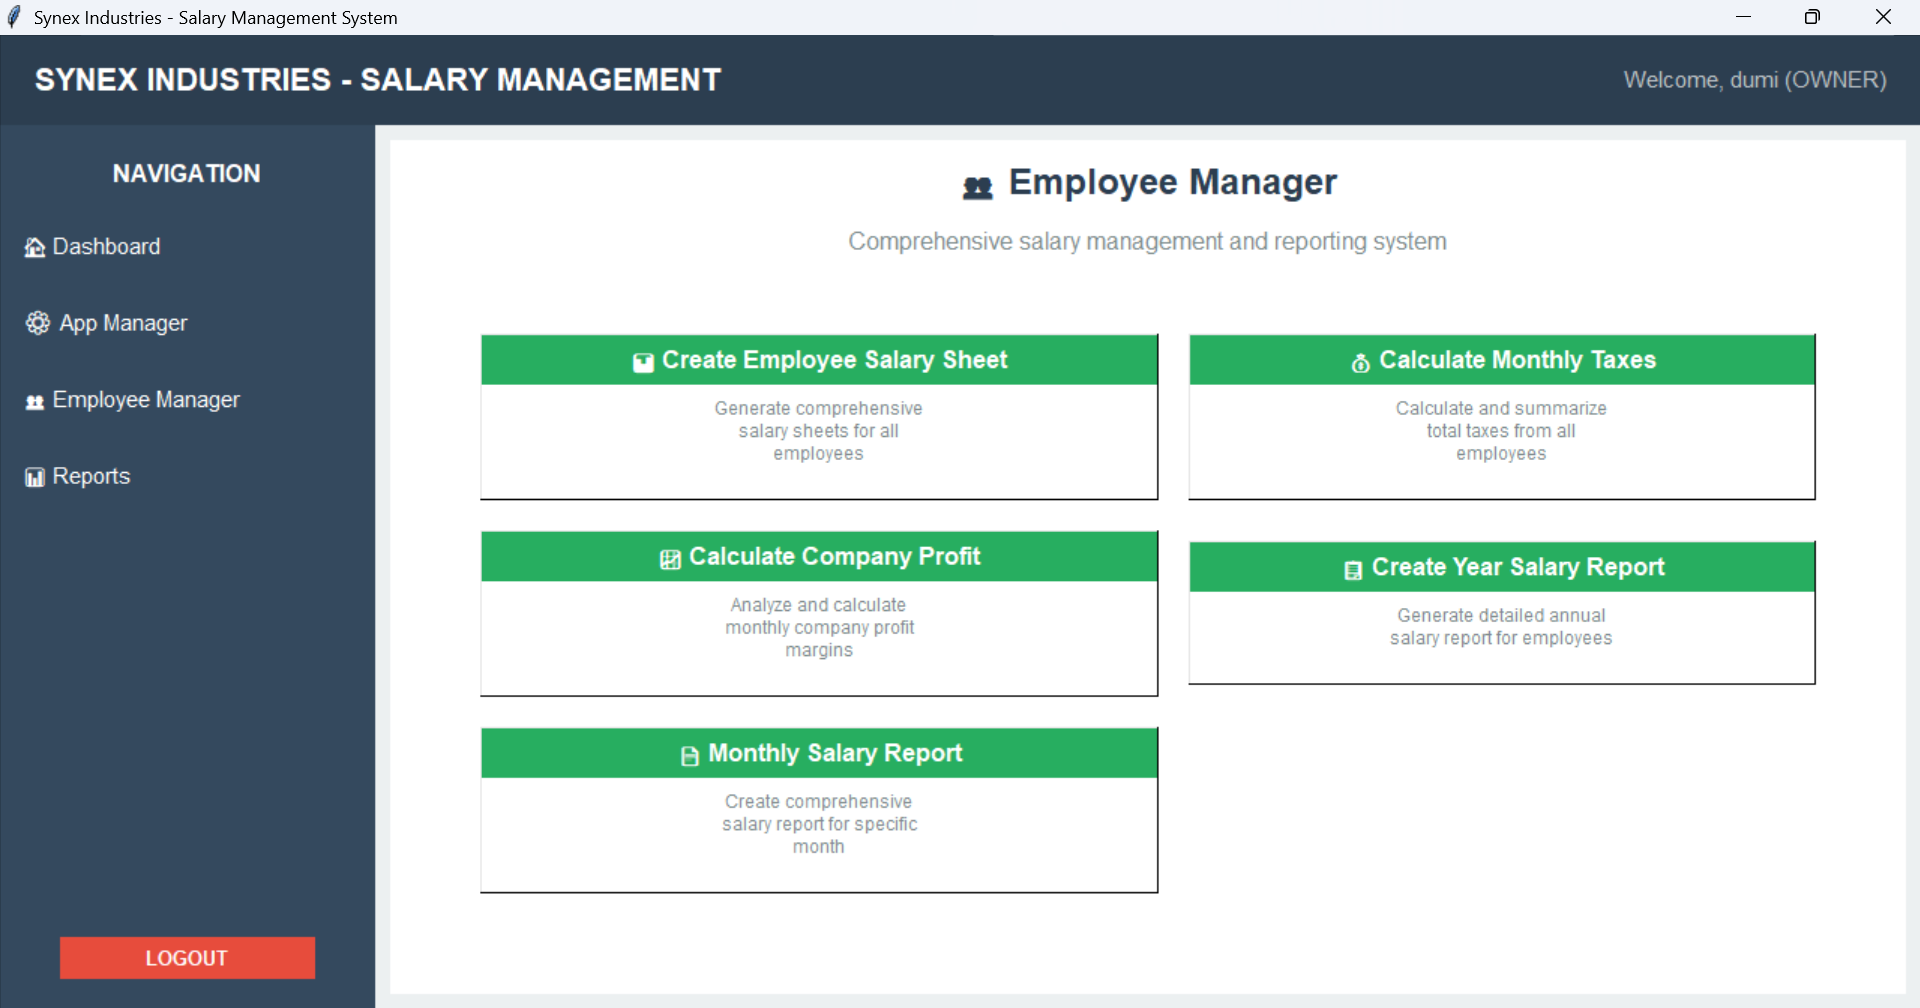 Synex Industries - Salary Management System
SYNEX INDUSTRIES - SALARY MANAGEMENT
Welcome, dumi (OWNER)
NAVIGATION
Dashboard
App Manager
Employee Manager
Reports
LOGOUT
Employee Manager
Comprehensive salary management and reporting system
Create Employee Salary Sheet
Generate comprehensive
salary sheets for all
employees
Calculate Monthly Taxes
Calculate and summarize
total taxes from all
employees
Calculate Company Profit
Analyze and calculate
monthly company profit
margins
Create Year Salary Report
Generate detailed annual
salary report for employees
Monthly Salary Report
Create comprehensive
salary report for specific
month